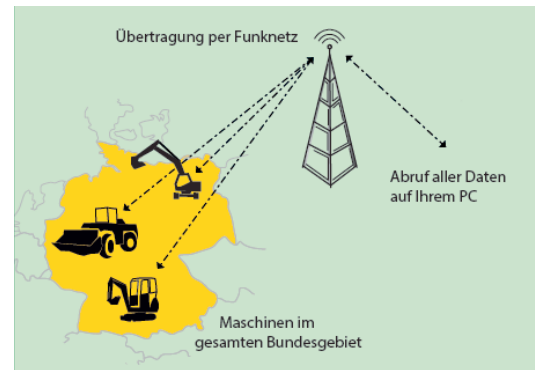 Übertragung per Funknetz
Abruf aller Daten
auf Ihrem PC
Maschinen im
gesamten Bundesgebiet